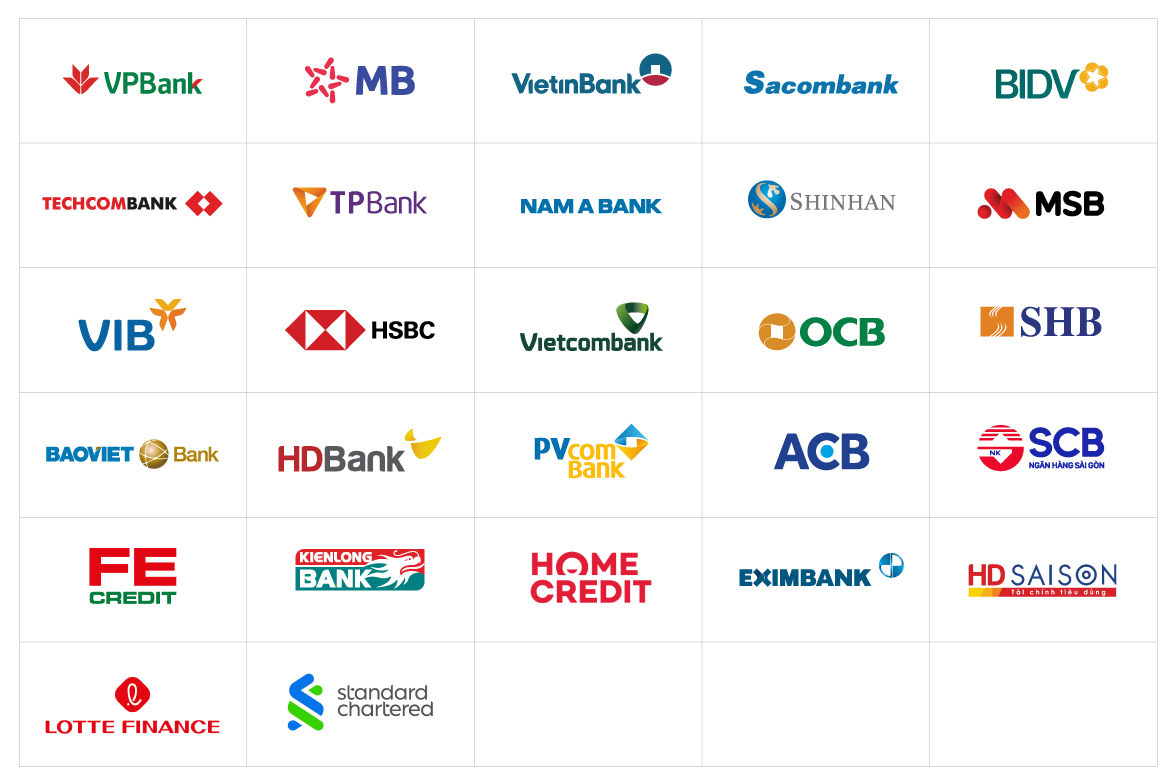 VPBank
MB
VietinBank
Sacombank
BIDV
TECHCOMBANK
TPBank
NAM A BANK
SHINHAN
MSB
VIB
HSBC
Vietcombank
OCB
SHB
BAOVIET Bank
HDBank
PVcom
Bank
ACB
NK
SCB
NGÂN HÀNG SÀI GÒN
FE
CREDIT
KIENLONG
BANK
HOME
CREDIT
EXIMBANK
HD SAISON
Tài chính tiêu dùng
LOTTE FINANCE
standard
chartered